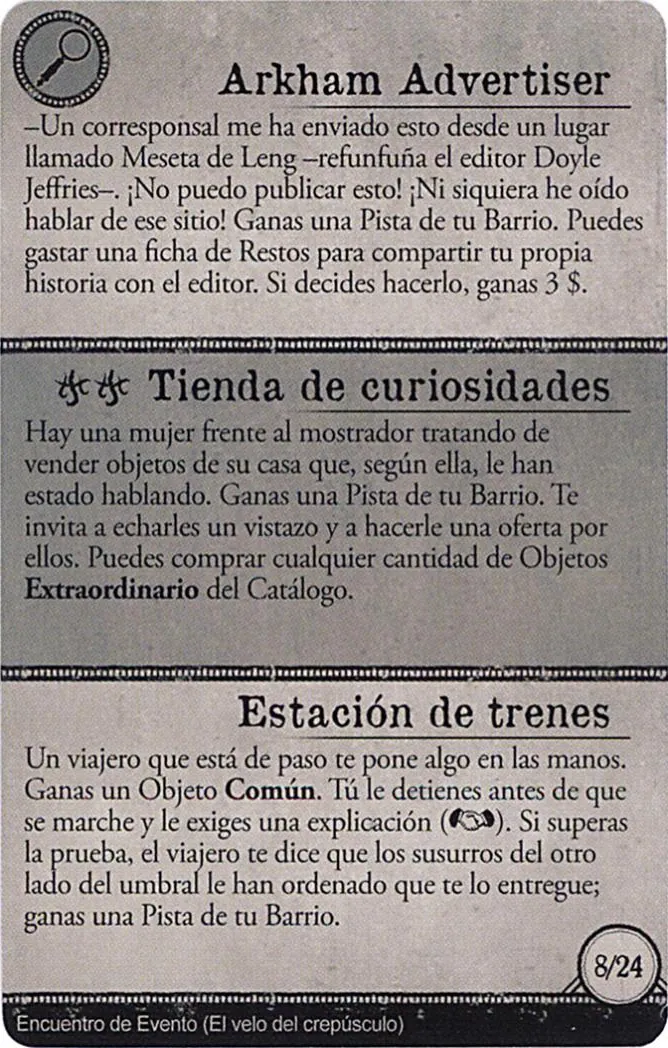 Arkham Advertiser
–Un corresponsal me ha enviado esto desde un lugar
llamado Meseta de Leng –refunfuña el editor Doyle
Jeffries–. ¡No puedo publicar esto! ¡Ni siquiera he oído
hablar de ese sitio! Ganas una Pista de tu Barrio. Puedes
gastar una ficha de Restos para compartir tu propia
historia con el editor. Si decides hacerlo, ganas 3 $.
Tienda de curiosidades
Hay una mujer frente al mostrador tratando de
vender objetos de su casa que, según ella, le han
estado hablando. Ganas una Pista de tu Barrio. Te
invita a echarles un vistazo y a hacerle una oferta por
ellos. Puedes comprar cualquier cantidad de Objetos
Extraordinario del Catálogo.
Estación de trenes
Un viajero que está de paso te pone algo en las manos.
Ganas un Objeto Común. Tú le detienes antes de que
se marche y le exiges una explicación (). Si superas
la prueba, el viajero te dice que los susurros del otro
lado del umbral le han ordenado que te lo entregue;
ganas una Pista de tu Barrio.
8/24
Encuentro de Evento (El velo del crepúsculo)